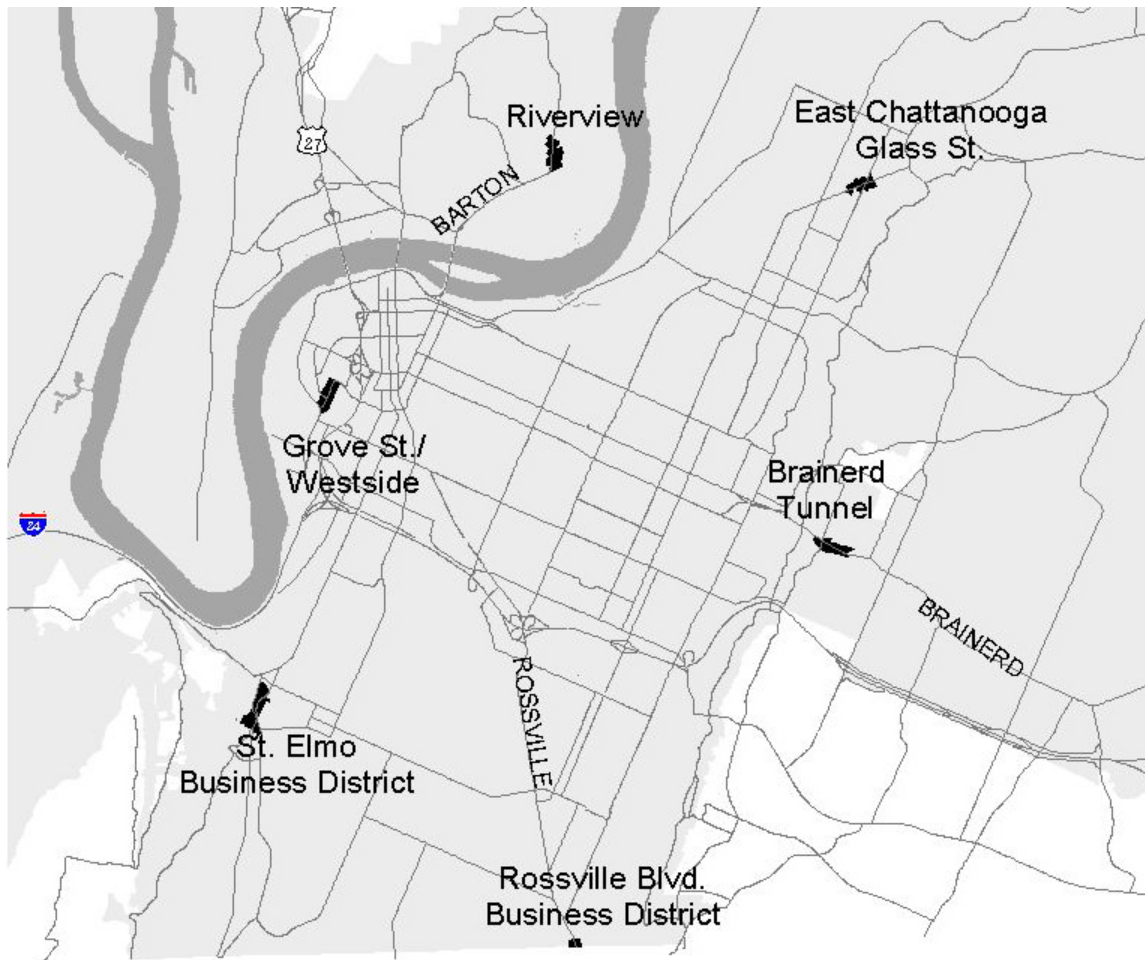 Riverview
East Chattanooga
Glass St.
27
BARTON
Grove St./
Westside
Brainerd
Tunnel
24
BRAINERD
ROSSVILLE
St. Elmo
Business District
Rossville Blvd.
Business District